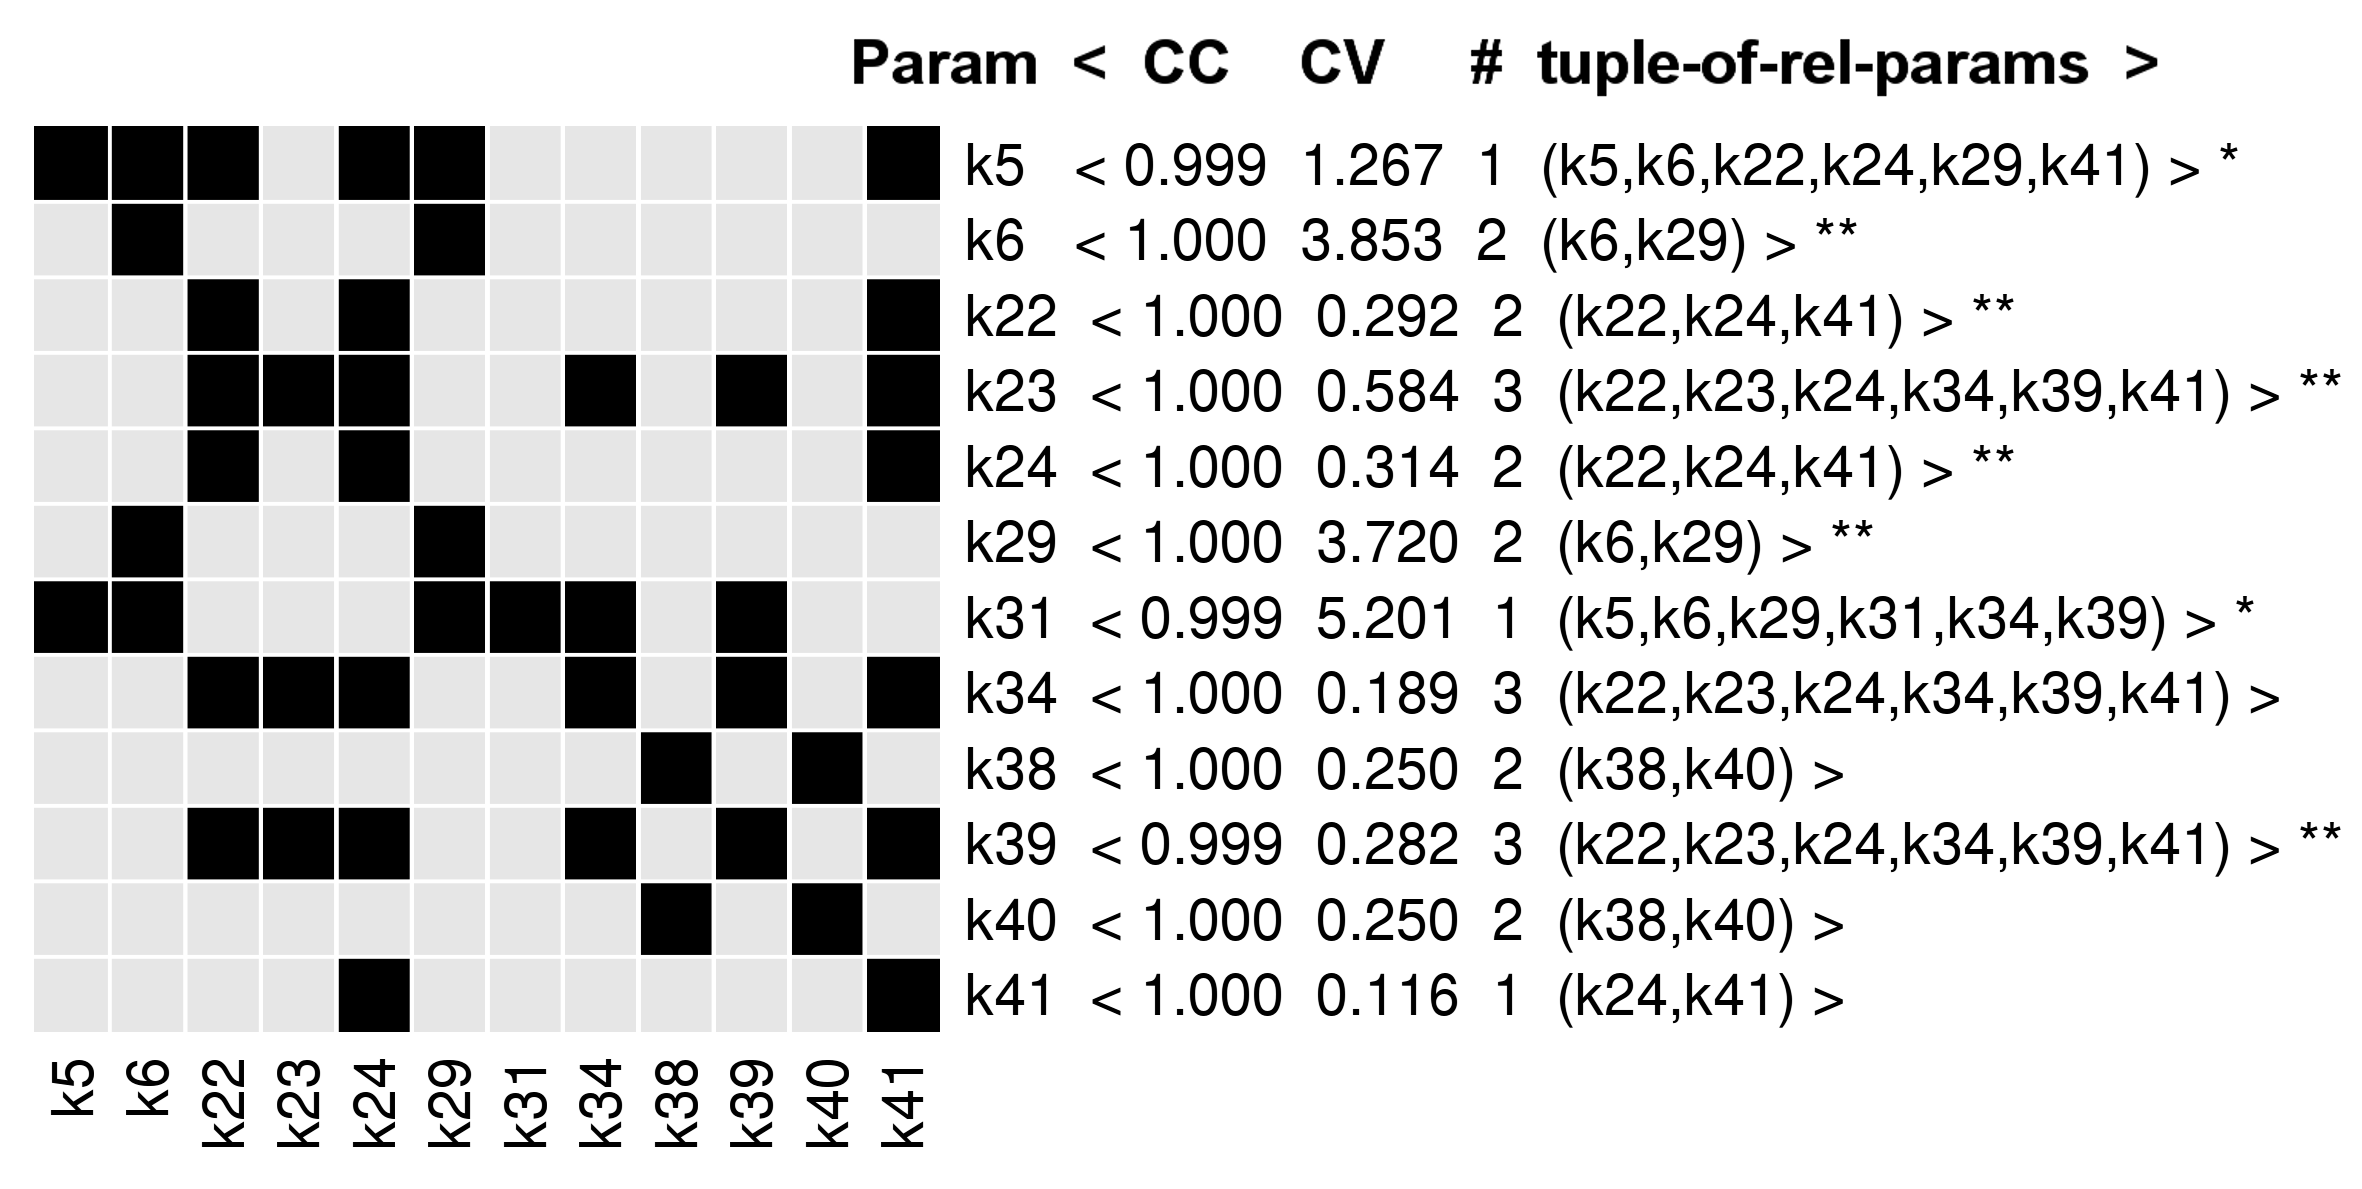 Param < CC CV # tuple-of-rel-params >
k5 < 0.999 1.267 1 (k5,k6,k22,k24,k29,k41) > *
k6 < 1.000 3.853 2 (k6,k29) > **
k22 < 1.000 0.292 2 (k22,k24,k41) > **
k23 < 1.000 0.584 3 (k22,k23,k24,k34,k39,k41) > **
k24 < 1.000 0.314 2 (k22,k24,k41) > **
k29 < 1.000 3.720 2 (k6,k29) > **
k31 < 0.999 5.201 1 (k5,k6,k29,k31,k34,k39) > *
k34 < 1.000 0.189 3 (k22,k23,k24,k34,k39,k41) >
k38 < 1.000 0.250 2 (k38,k40) >
k39 < 0.999 0.282 3 (k22,k23,k24,k34,k39,k41) > **
k40 < 1.000 0.250 2 (k38,k40) >
k41 < 1.000 0.116 1 (k24,k41) >
k5 k6 k22 k23 k24 k29 k31 k34 k38 k39 k40 k41